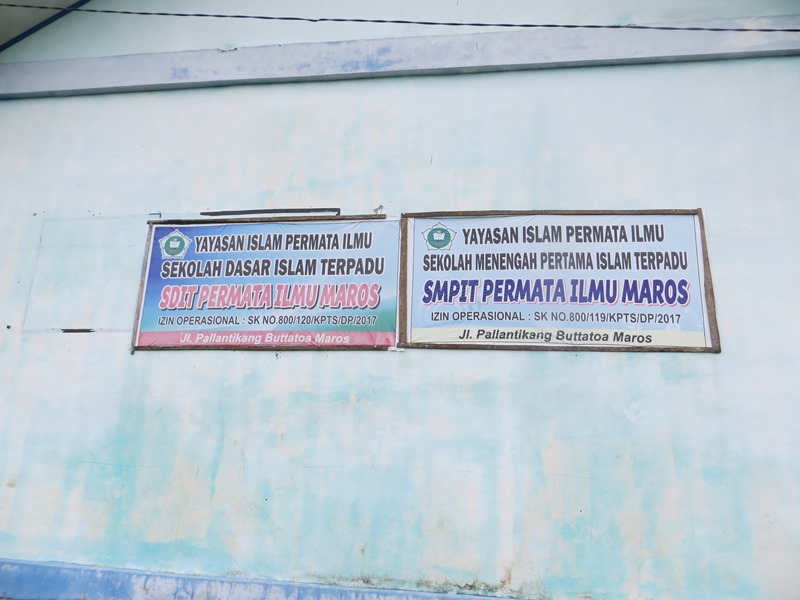 YAYASAN ISLAM PERMATA ILMU
SEKOLAH DASAR ISLAM TERPADU
SDIT PERMATA ILMU MAROS
IZIN OPERASIONAL : SK NO.800/120/KPTS/DP/2017
Jl. Pallantikang Buttatoa Maros
YAYASAN ISLAM PERMATA ILMU
SEKOLAH MENENGAH PERTAMA ISLAM TERPADU
SMPIT PERMATA ILMU MAROS
IZIN OPERASIONAL : SK NO.800/119/KPTS/DP/2017
Jl. Pallantikang Buttatoa Maros